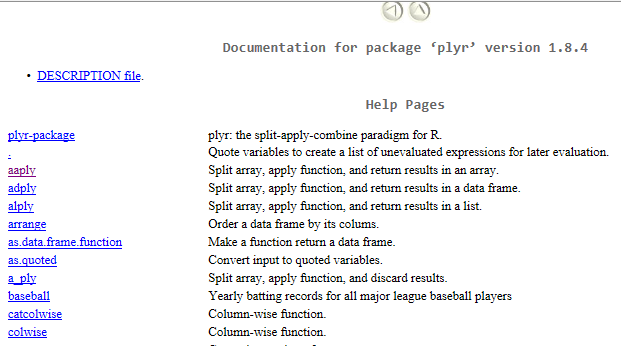 Documentation for package ‘plyr’ version 1.8.4
• DESCRIPTION file.
Help Pages
plyr-package plyr: the split-apply-combine paradigm for R.
. Quote variables to create a list of unevaluated expressions for later evaluation.
aaply Split array, apply function, and return results in an array.
adply Split array, apply function, and return results in a data frame.
alply Split array, apply function, and return results in a list.
arrange Order a data frame by its colums.
as.data.frame.function Make a function return a data frame.
as.quoted Convert input to quoted variables.
a_ply Split array, apply function, and discard results.
baseball Yearly batting records for all major league baseball players
catcolwise Column-wise function.
colwise Column-wise function.